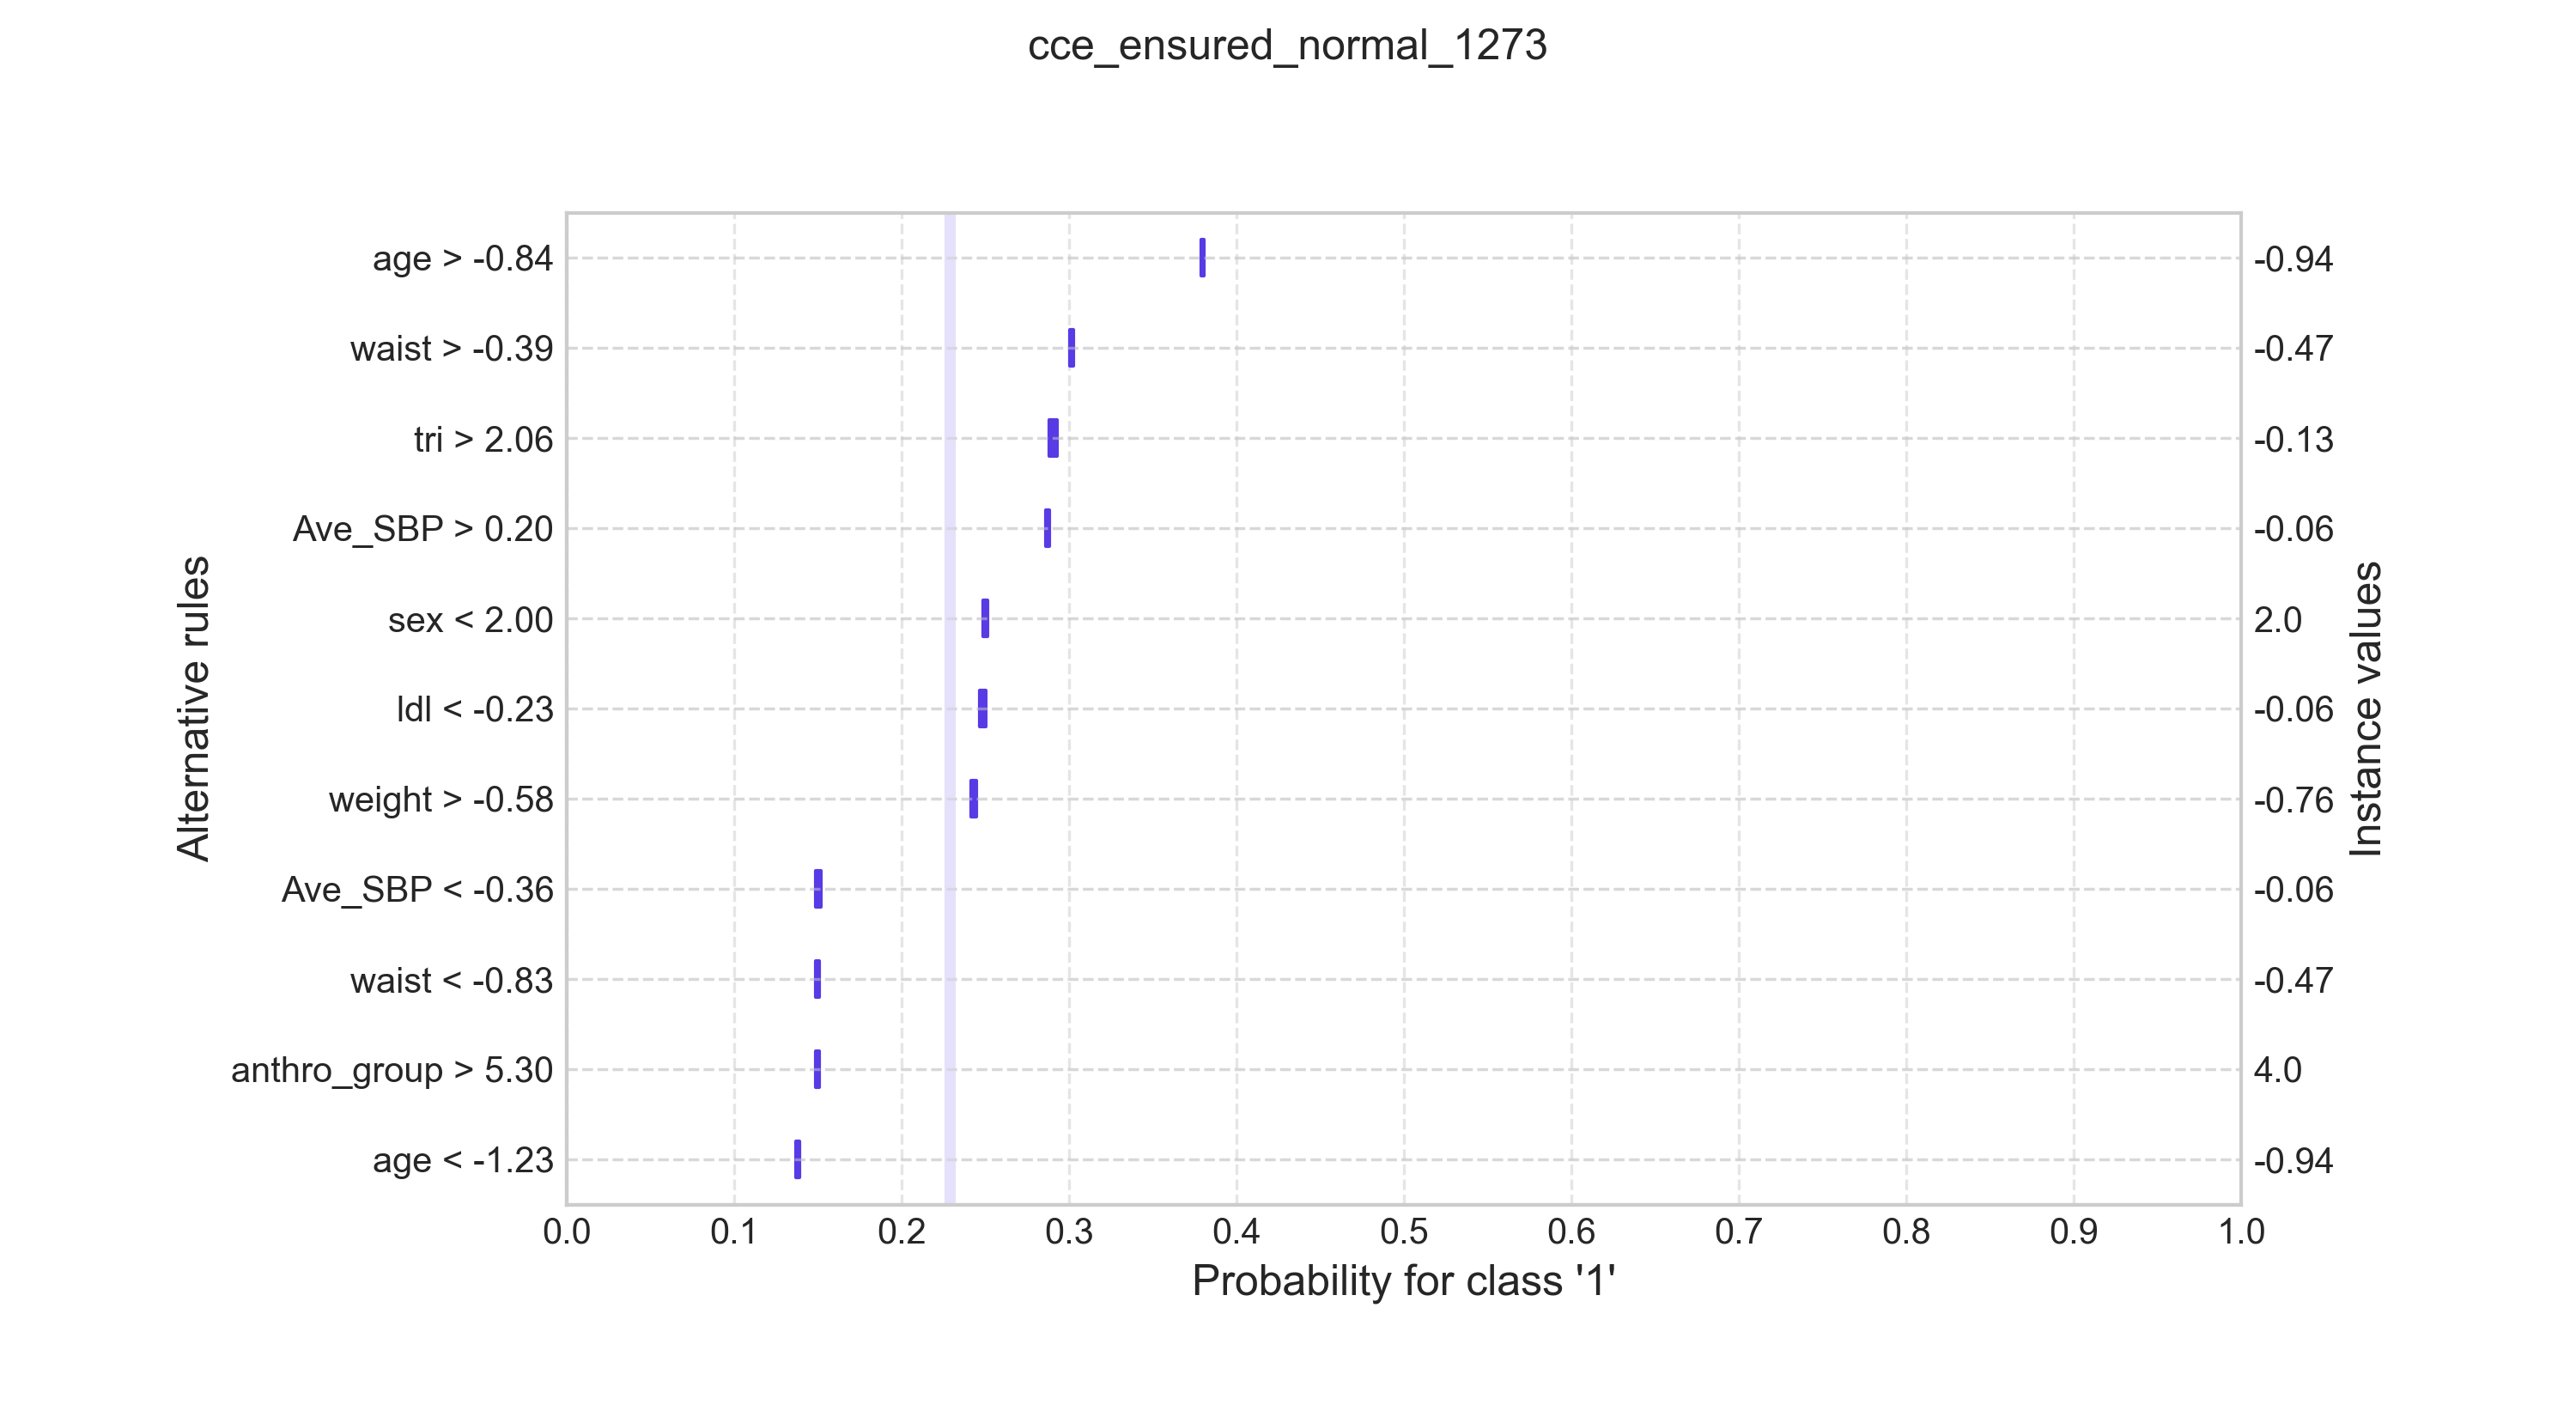 cce_ensured_normal_1273
Alternative rules
age > -0.84
-0.94
waist > -0.39
-0.47
tri > 2.06
-0.13
Ave_SBP > 0.20
-0.06
sex < 2.00
2.0
ldl < -0.23
-0.06
weight > -0.58
-0.76
Ave_SBP < -0.36
-0.06
waist < -0.83
-0.47
anthro_group > 5.30
4.0
age < -1.23
-0.94
Instance values
0.0 0.1 0.2 0.3 0.4 0.5 0.6 0.7 0.8 0.9 1.0
Probability for class '1'